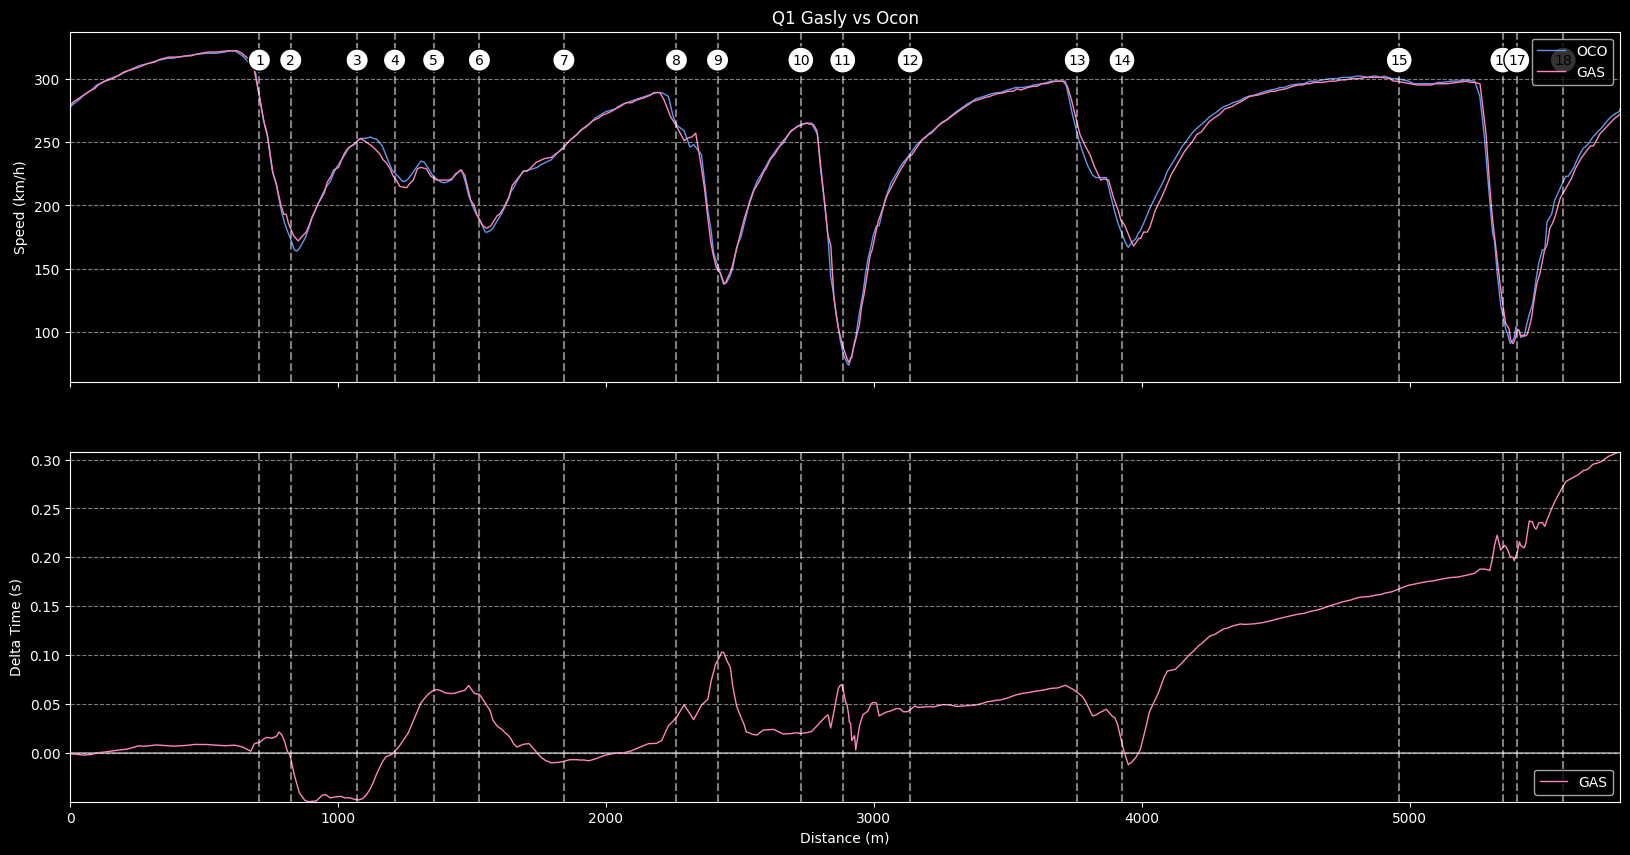 Q1 Gasly vs Ocon
1 2 3 4 5 6 7 8 9 10 11 12 13 14 15 1 17 18
OCO
GAS
Speed (km/h)
300
250
200
150
100
Delta Time (s)
0.30
0.25
0.20
0.15
0.10
0.05
0.00
GAS
0 1000 2000 3000 4000 5000
Distance (m)